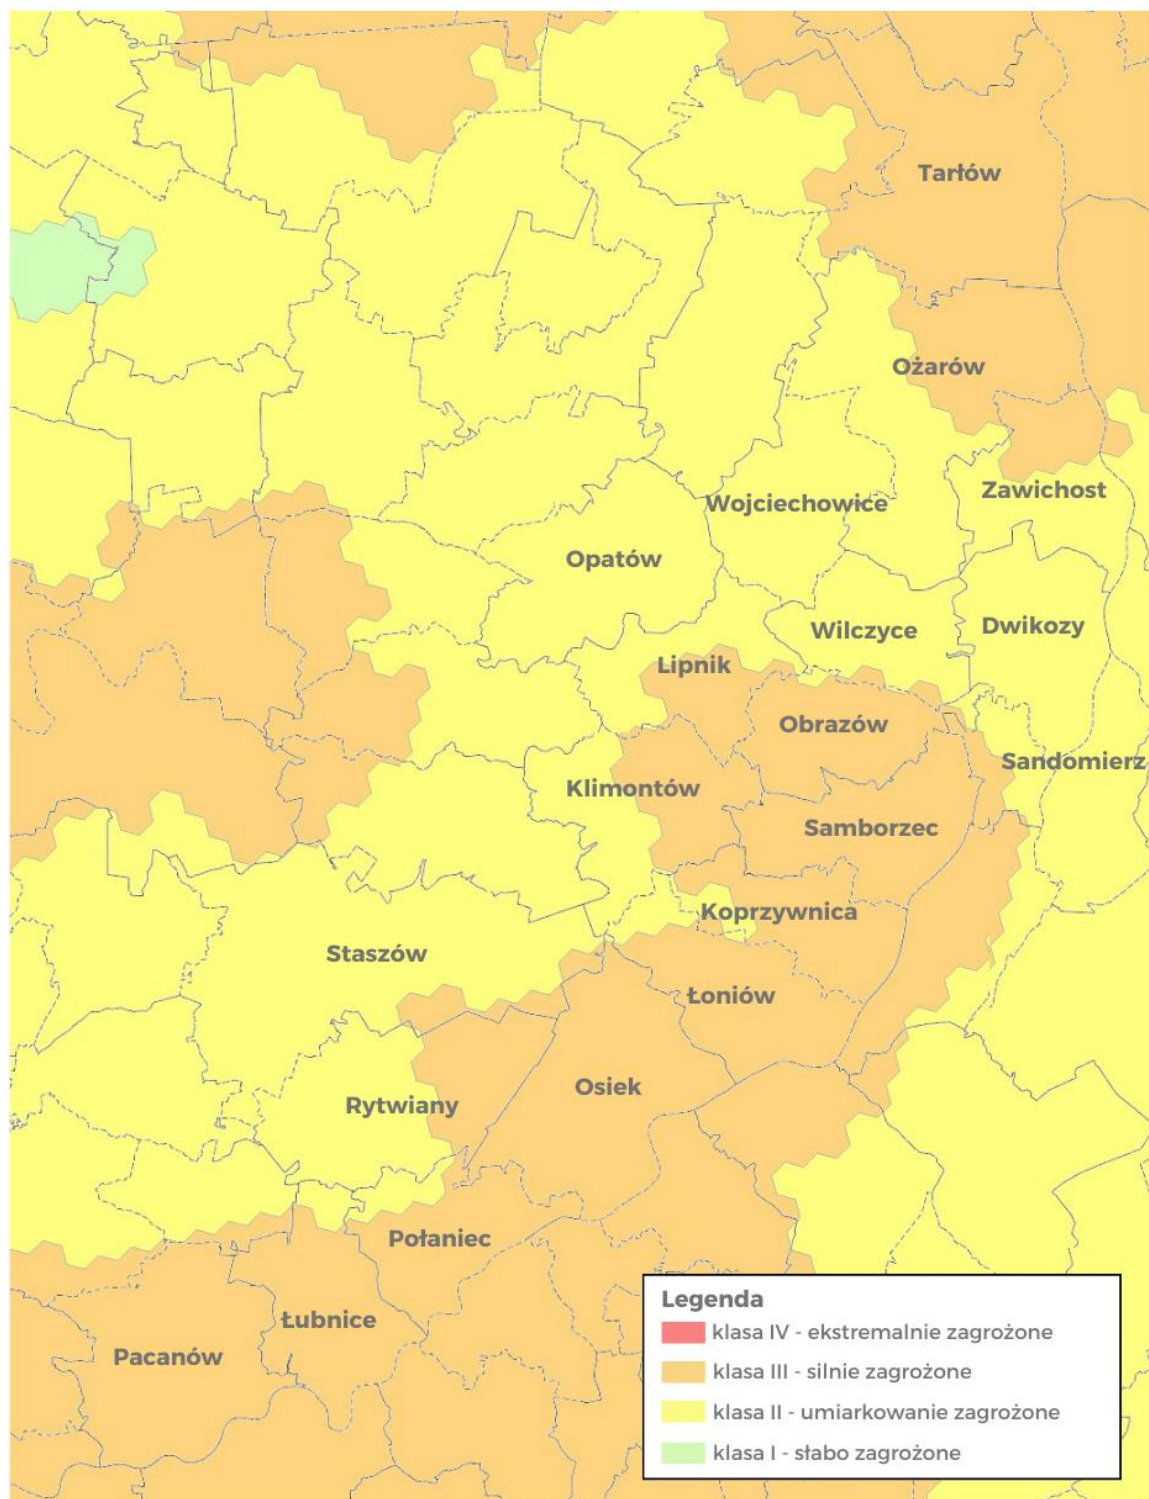 Tarłów
Ożarów
Zawichost
Wojciechowice
Opatów
Wilczyce
Dwikozy
Lipnik
Obrazów
Sandomierz
Klimontów
Samborzec
Koprzywnica
Staszów
Łoniów
Osiek
Rytwiany
Połaniec
Łubnice
Pacanów
Legenda
klasa IV - ekstremalnie zagrożone
klasa III - silnie zagrożone
klasa II - umiarkowanie zagrożone
klasa I - słabo zagrożone